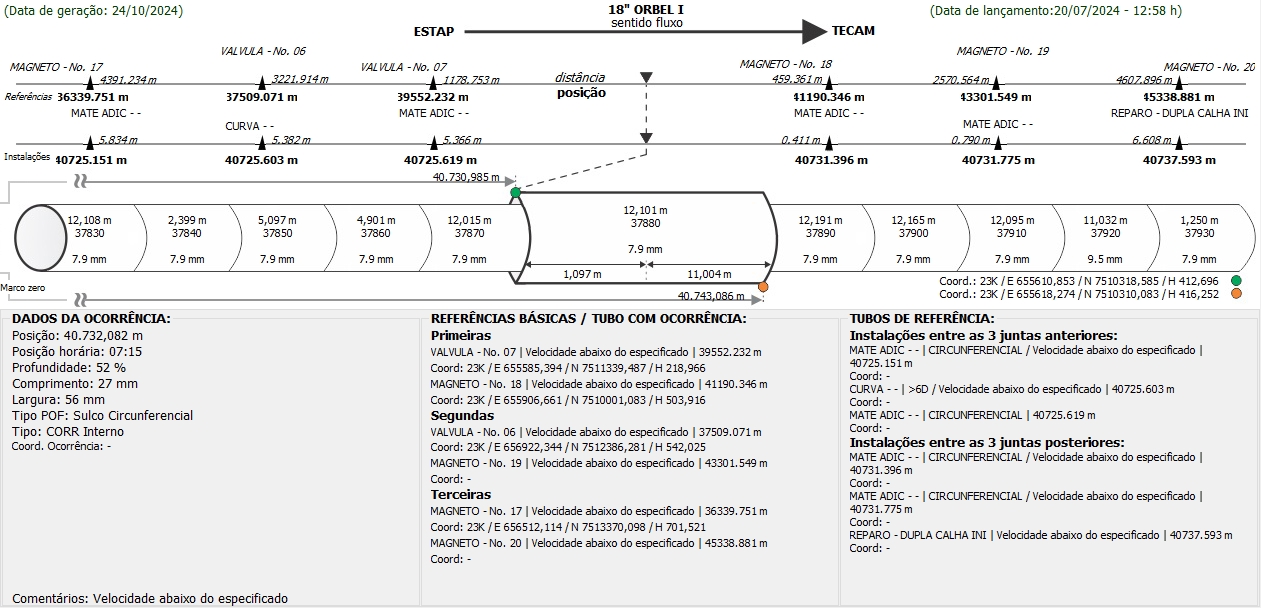 (Data de geração: 24/10/2024)
18" ORBEL I
(Data de lançamento:20/07/2024 - 12:58 h)
sentido fluxo
ESTAP
TECAM
MAGNETO - No. 17
VALVULA - No. 06
VALVULA - No. 07
MAGNETO - No. 18
MAGNETO - No. 19
MAGNETO - No. 20
4391.234 m
3221.914 m
1178.753 m
distância
459.361 m
2570.564 m
4607.896 m
Referências
36339.751 m
37509.071 m
39552.232 m
posição
41190.346 m
43301.549 m
45338.881 m
MATE ADIC - -
CURVA - -
MATE ADIC - -
MATE ADIC - -
MATE ADIC - -
REPARO - DUPLA CALHA INI
5.834 m
5.382 m
5.366 m
0.411 m
0.790 m
6.608 m
Instalações
40725.151 m
40725.603 m
40725.619 m
40731.396 m
40731.775 m
40737.593 m
40.730,985 m
12,108 m
2,399 m
5,097 m
4,901 m
12,015 m
12,101 m
12,191 m
12,165 m
12,095 m
11,032 m
1,250 m
37830
37840
37850
37860
37870
37880
37890
37900
37910
37920
37930
7.9 mm
7.9 mm
7.9 mm
7.9 mm
7.9 mm
7.9 mm
7.9 mm
7.9 mm
7.9 mm
9.5 mm
7.9 mm
1,097 m
11,004 m
Marco zero
40.743,086 m
Coord.: 23K / E 655610,853 / N 7510318,585 / H 412,696
Coord.: 23K / E 655618,274 / N 7510310,083 / H 416,252
DADOS DA OCORRÊNCIA:
Posição: 40.732,082 m
Posição horária: 07:15
Profundidade: 52 %
Comprimento: 27 mm
Largura: 56 mm
Tipo POF: Sulco Circunferencial
Tipo: CORR Interno
Coord. Ocorrência: -
Comentários: Velocidade abaixo do especificado
REFERÊNCIAS BÁSICAS / TUBO COM OCORRÊNCIA:
Primeiras
VALVULA - No. 07 | Velocidade abaixo do especificado | 39552.232 m
Coord: 23K / E 655585,394 / N 7511339,487 / H 218,966
MAGNETO - No. 18 | Velocidade abaixo do especificado | 41190.346 m
Coord: 23K / E 655906,661 / N 7510001,083 / H 503,916
Segundas
VALVULA - No. 06 | Velocidade abaixo do especificado | 37509.071 m
Coord: 23K / E 656922,344 / N 7512386,281 / H 542,025
MAGNETO - No. 19 | Velocidade abaixo do especificado | 43301.549 m
Coord: -
Terceiras
MAGNETO - No. 17 | Velocidade abaixo do especificado | 36339.751 m
Coord: 23K / E 656512,114 / N 7513370,098 / H 701,521
MAGNETO - No. 20 | Velocidade abaixo do especificado | 45338.881 m
Coord: -
TUBOS DE REFERÊNCIA:
Instalações entre as 3 juntas anteriores:
MATE ADIC - - | CIRCUNFERENCIAL / Velocidade abaixo do especificado |
40725.151 m
Coord: -
CURVA - - | >6D / Velocidade abaixo do especificado | 40725.603 m
Coord: -
MATE ADIC - - | CIRCUNFERENCIAL | 40725.619 m
Coord: -
Instalações entre as 3 juntas posteriores:
MATE ADIC - - | CIRCUNFERENCIAL / Velocidade abaixo do especificado |
40731.396 m
Coord: -
MATE ADIC - - | CIRCUNFERENCIAL / Velocidade abaixo do especificado |
40731.775 m
Coord: -
REPARO - DUPLA CALHA INI | Velocidade abaixo do especificado | 40737.593 m
Coord: -